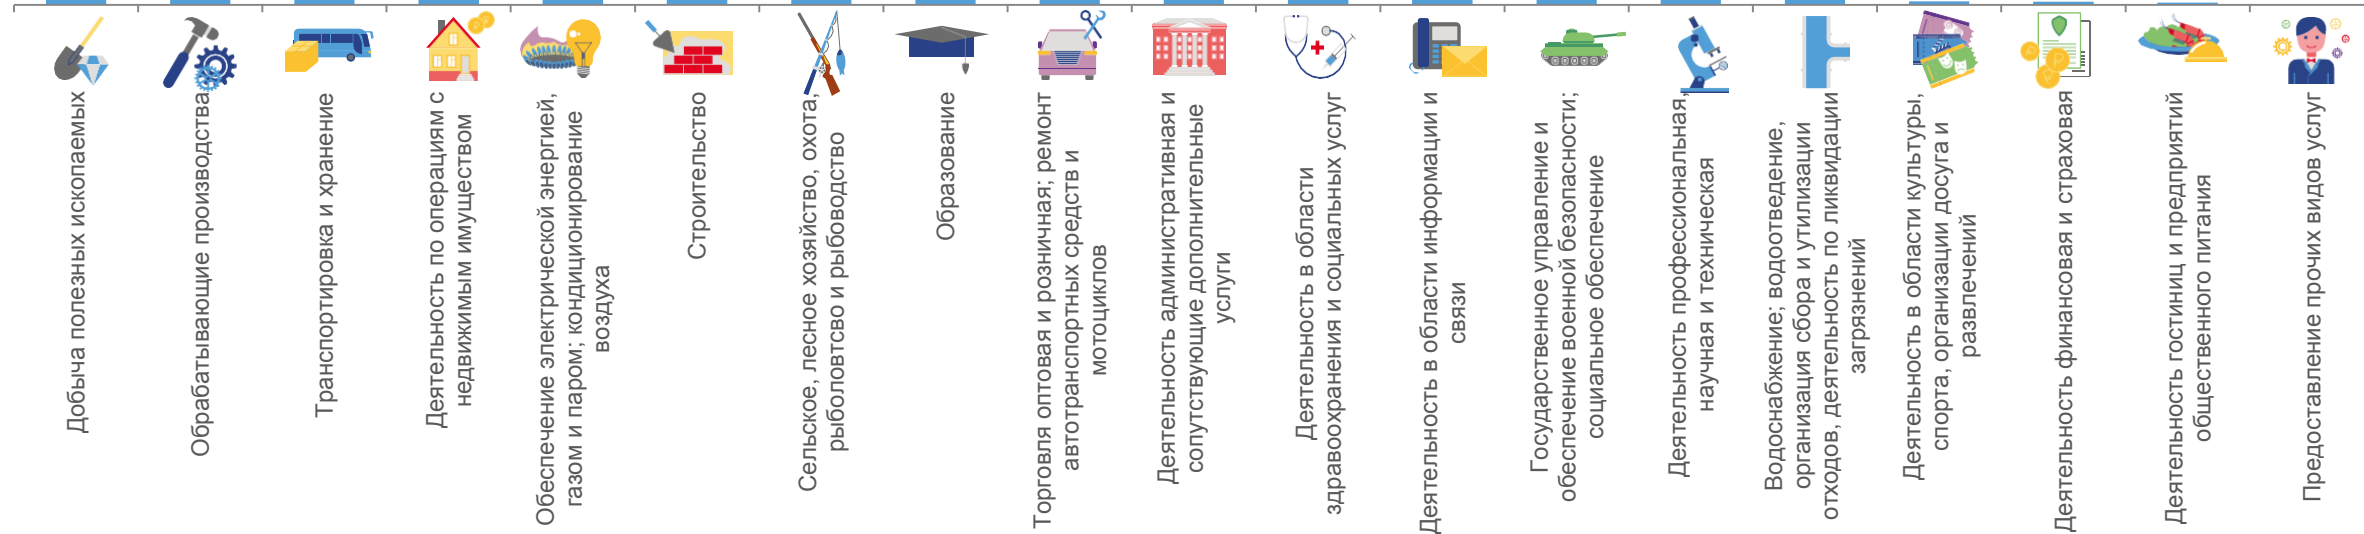 Добыча полезных ископаемых
Обрабатывающие производства
Транспортировка и хранение
Деятельность по операциям с
недвижимым имуществом
Обеспечение электрической энергией,
газом и паром; кондиционирование
воздуха
Строительство
Сельское, лесное хозяйство, охота,
рыболовтсво и рыбоводство
Образование
Торговля оптовая и розничная; ремонт
автотранспортных средств и
мотоциклов
Деятельность административная и
сопутствующие дополнительные
услуги
Деятельность в области
здравоохранения и социальных услуг
Деятельность в области информации и
связи
Государственное управление и
обеспечение военной безопасности;
социальное обеспечение
Деятельность профессиональная,
научная и техническая
Водоснабжение; водоотведение,
организация сбора и утилизации
отходов, деятельность по ликвидации
загрязнений
Деятельность в области культуры,
спорта, организации досуга и
развлечений
Деятельность финансовая и страховая
Деятельность гостиниц и предприятий
общественного питания
Предоставление прочих видов услуг